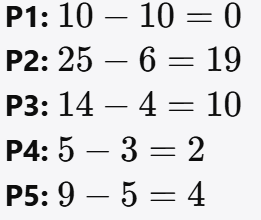 P1: 10 − 10 = 0
P2: 25 − 6 = 19
P3: 14 − 4 = 10
P4: 5 − 3 = 2
P5: 9 − 5 = 4